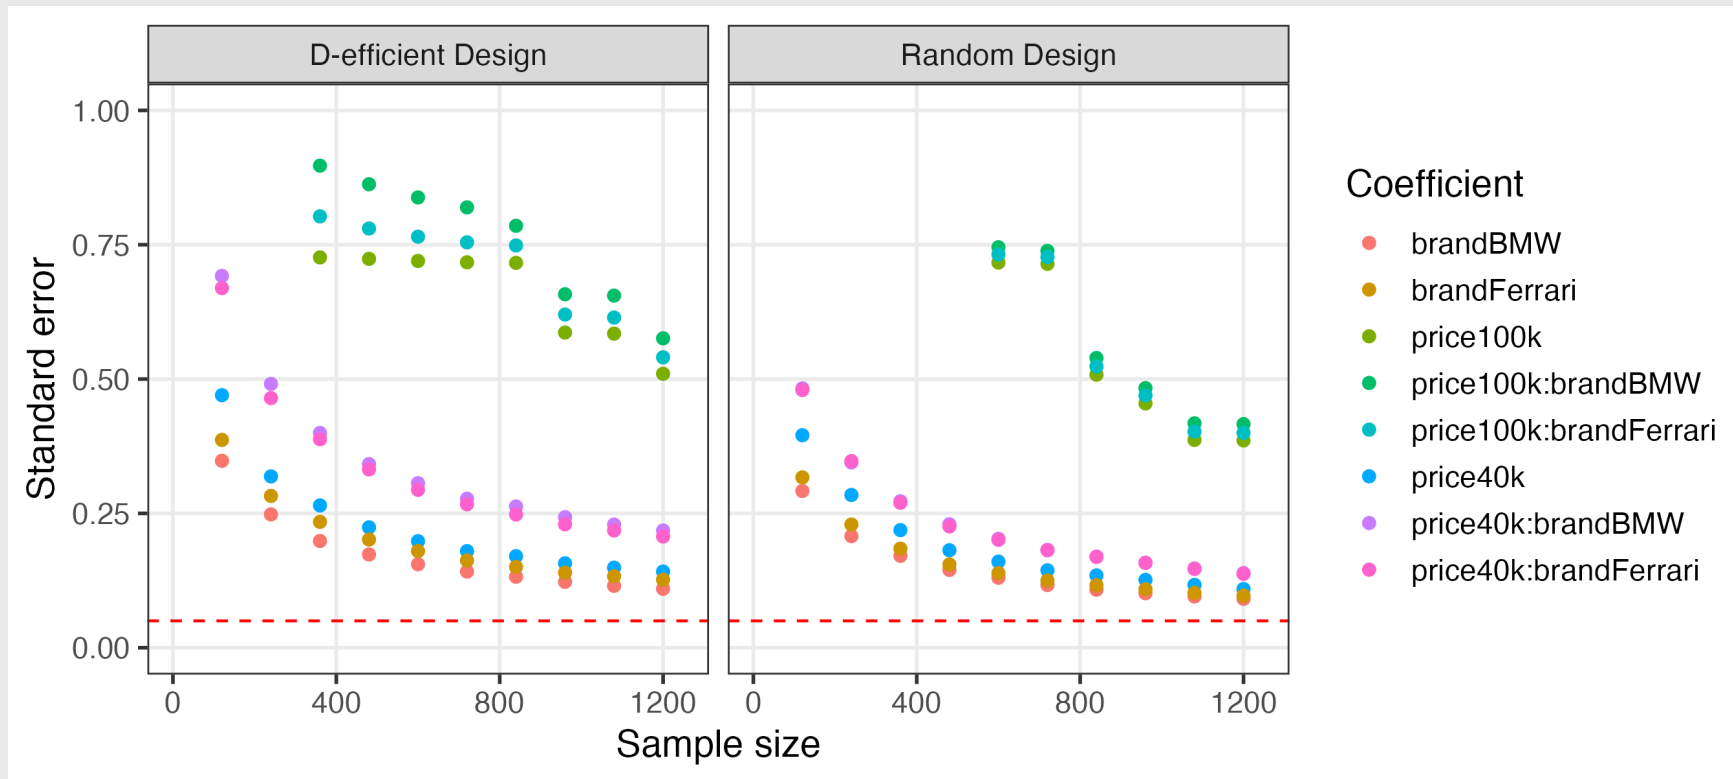 D-efficient Design
Random Design
1.00
0.75
0.50
0.25
0.00
Standard error
0 400 800 1200
0 400 800 1200
Sample size
Coefficient
brandBMW
brandFerrari
price100k
price100k:brandBMW
price100k:brandFerrari
price40k
price40k:brandBMW
price40k:brandFerrari